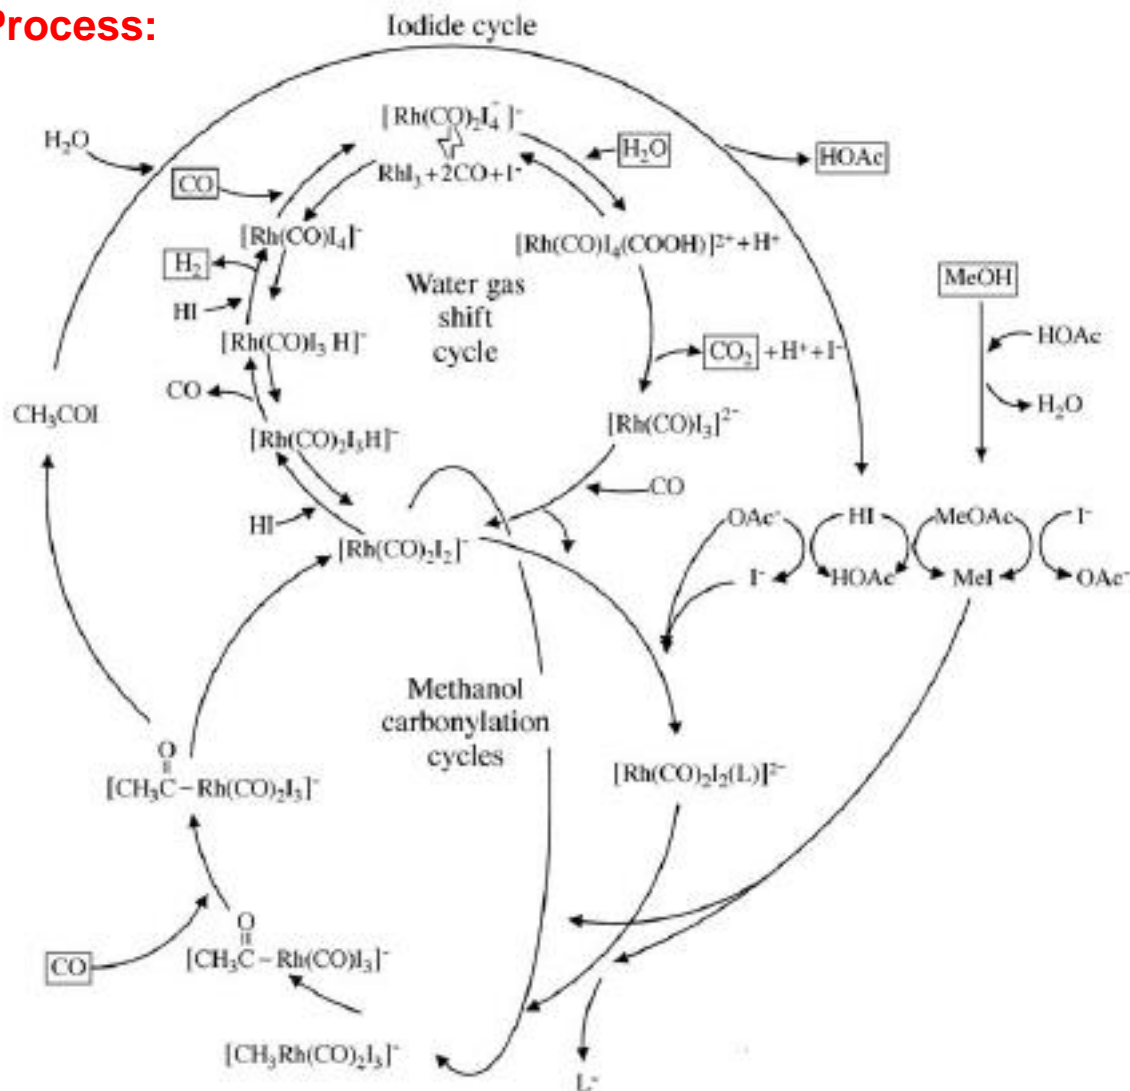 Process:
Iodide cycle
[Rh(CO)₂I₄]⁻
H₂O
H₂O
HOAc
CO
RhI₃+2CO+I⁻
[Rh(CO)I₄]⁻
[Rh(CO)I₄(COOH)]²⁺+H⁺
H₂
Water gas
shift
cycle
MeOH
HI
[Rh(CO)I₃ H]⁻
CO₂ +H⁺+I⁻
HOAc
CO
H₂O
CH₃COI
[Rh(CO)I₃]²⁻
[Rh(CO)₂I₃H]⁻
CO
HI
OAc⁻
HI
MeOAc
I⁻
[Rh(CO)₂I₂]⁻
I⁻
HOAc
MeI
OAc⁻
Methanol
carbonylation
cycles
O
[CH₃C–Rh(CO)₂I₃]⁻
[Rh(CO)₂I₂(L)]²⁻
O
CO
[CH₃C–Rh(CO)I₃]⁻
[CH₃Rh(CO)₂I₃]⁻
L⁻